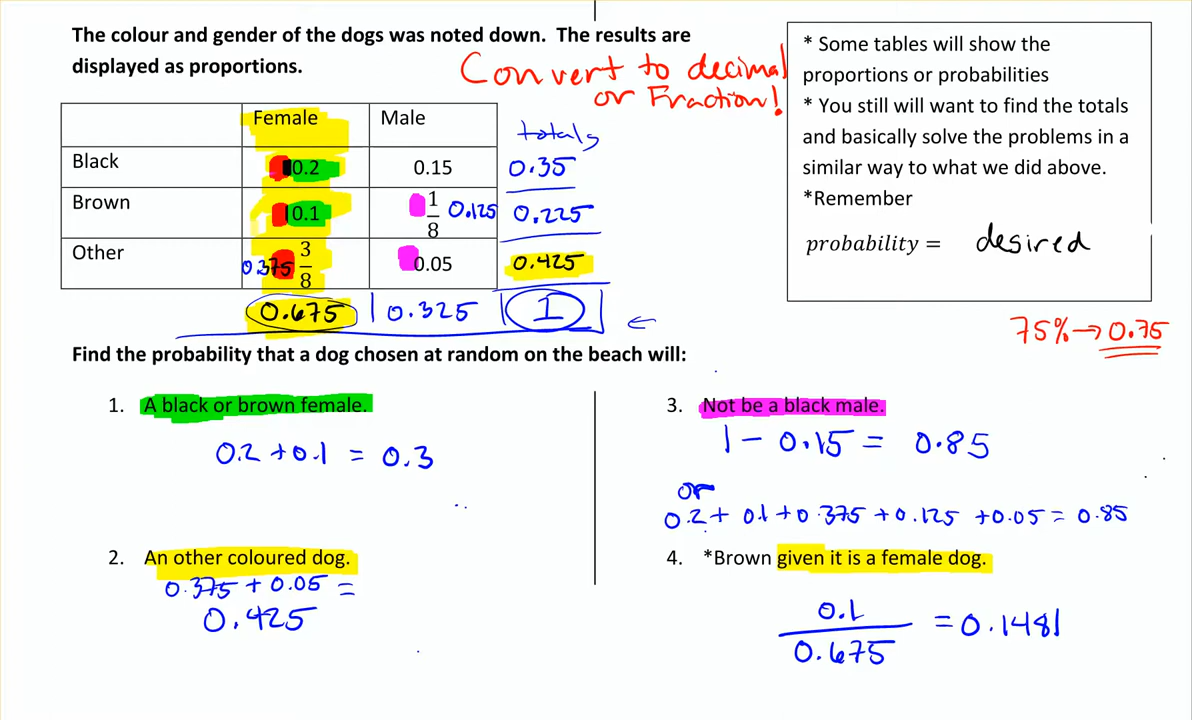 The colour and gender of the dogs was noted down. The results are
displayed as proportions.
Convert to decimal
or Fraction!
Female Male totals
Black 0.2 0.15 0.35
Brown 0.1 1/8 0.125 0.225
Other 0.375 3/8 0.05 0.425
0.675 0.325 1
* Some tables will show the
proportions or probabilities
* You still will want to find the totals
and basically solve the problems in a
similar way to what we did above.
*Remember
probability = desired
75% → 0.75
Find the probability that a dog chosen at random on the beach will:
1. A black or brown female.
0.2 + 0.1 = 0.3
2. An other coloured dog.
0.375 + 0.05 =
0.425
3. Not be a black male.
1 - 0.15 = 0.85
or
0.2 + 0.1 + 0.375 + 0.125 + 0.05 = 0.85
4. *Brown given it is a female dog.
0.1
0.675
= 0.1481